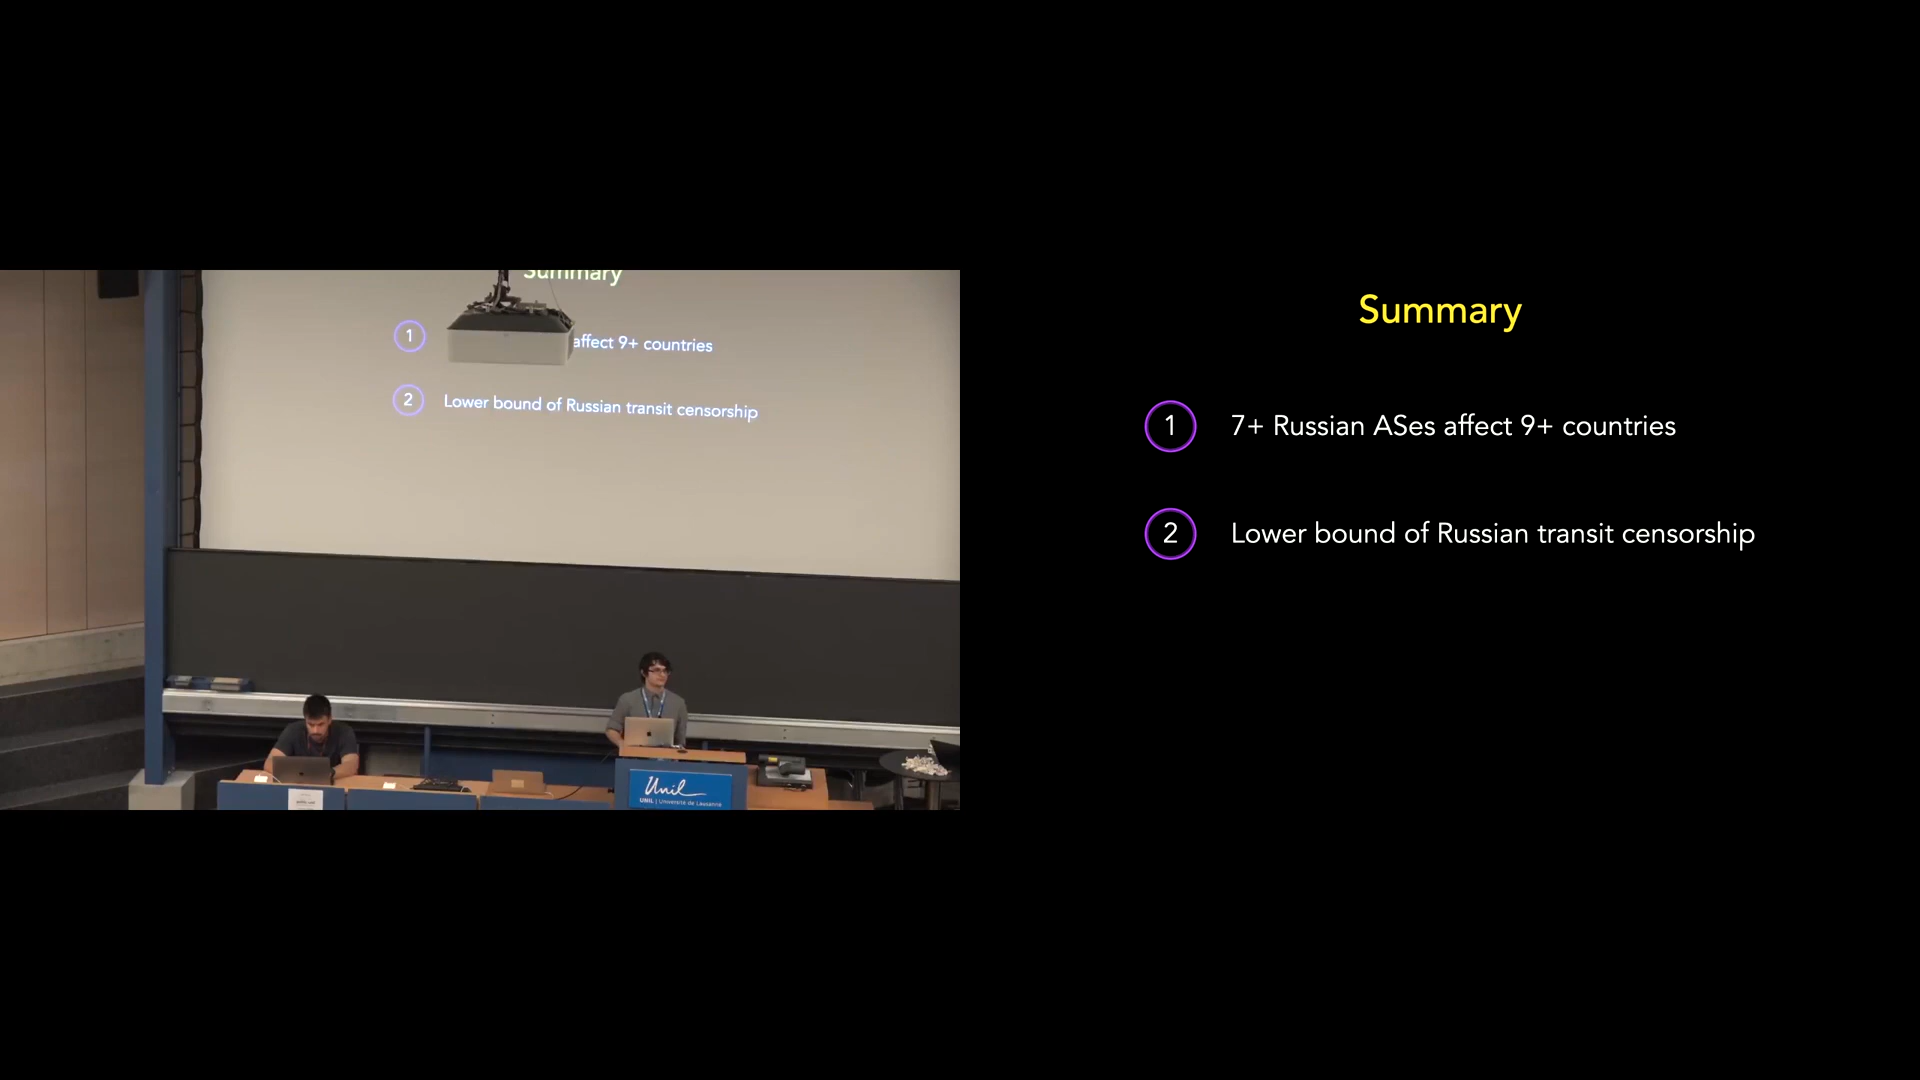 Summary
1
affect 9+ countries
2
Lower bound of Russian transit censorship
Unil
UNIL | Université de Lausanne
Summary
1
7+ Russian ASes affect 9+ countries
2
Lower bound of Russian transit censorship